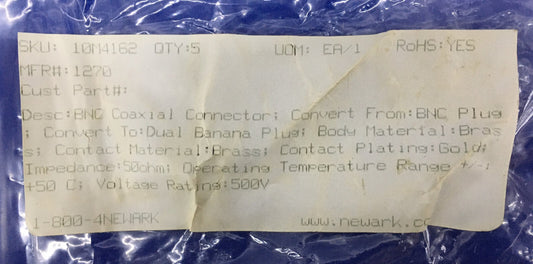 SKU: 10M4162 QTY:5 UOM: EA/1 RoHS:YES
MFR#:1270
Cust Part#:
Desc:BNC Coaxial Connector; Convert From:BNC Plug
; Convert To:Dual Banana Plug; Body Material:Bras
s; Contact Material:Brass; Contact Plating:Gold;
Impedance:50ohm; Operating Temperature Range +/-:
+50 C; Voltage Rating:500V
1-800-4NEWARK www.newark.co